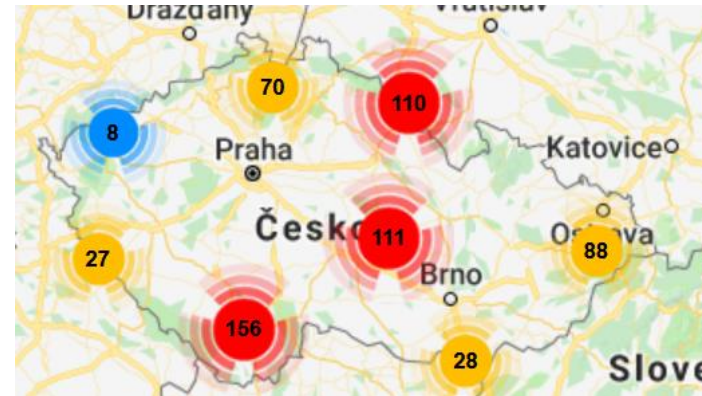 Drážďany
Vratislav
70
110
8
Praha
Katovice
Česko
111
Ostrava
88
27
Brno
156
28
Slove